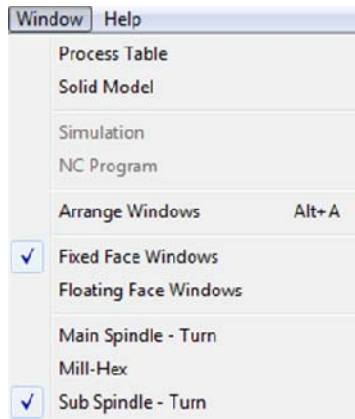 Window Help
Process Table
Solid Model
Simulation
NC Program
Arrange Windows Alt+A
Fixed Face Windows
Floating Face Windows
Main Spindle - Turn
Mill-Hex
Sub Spindle - Turn